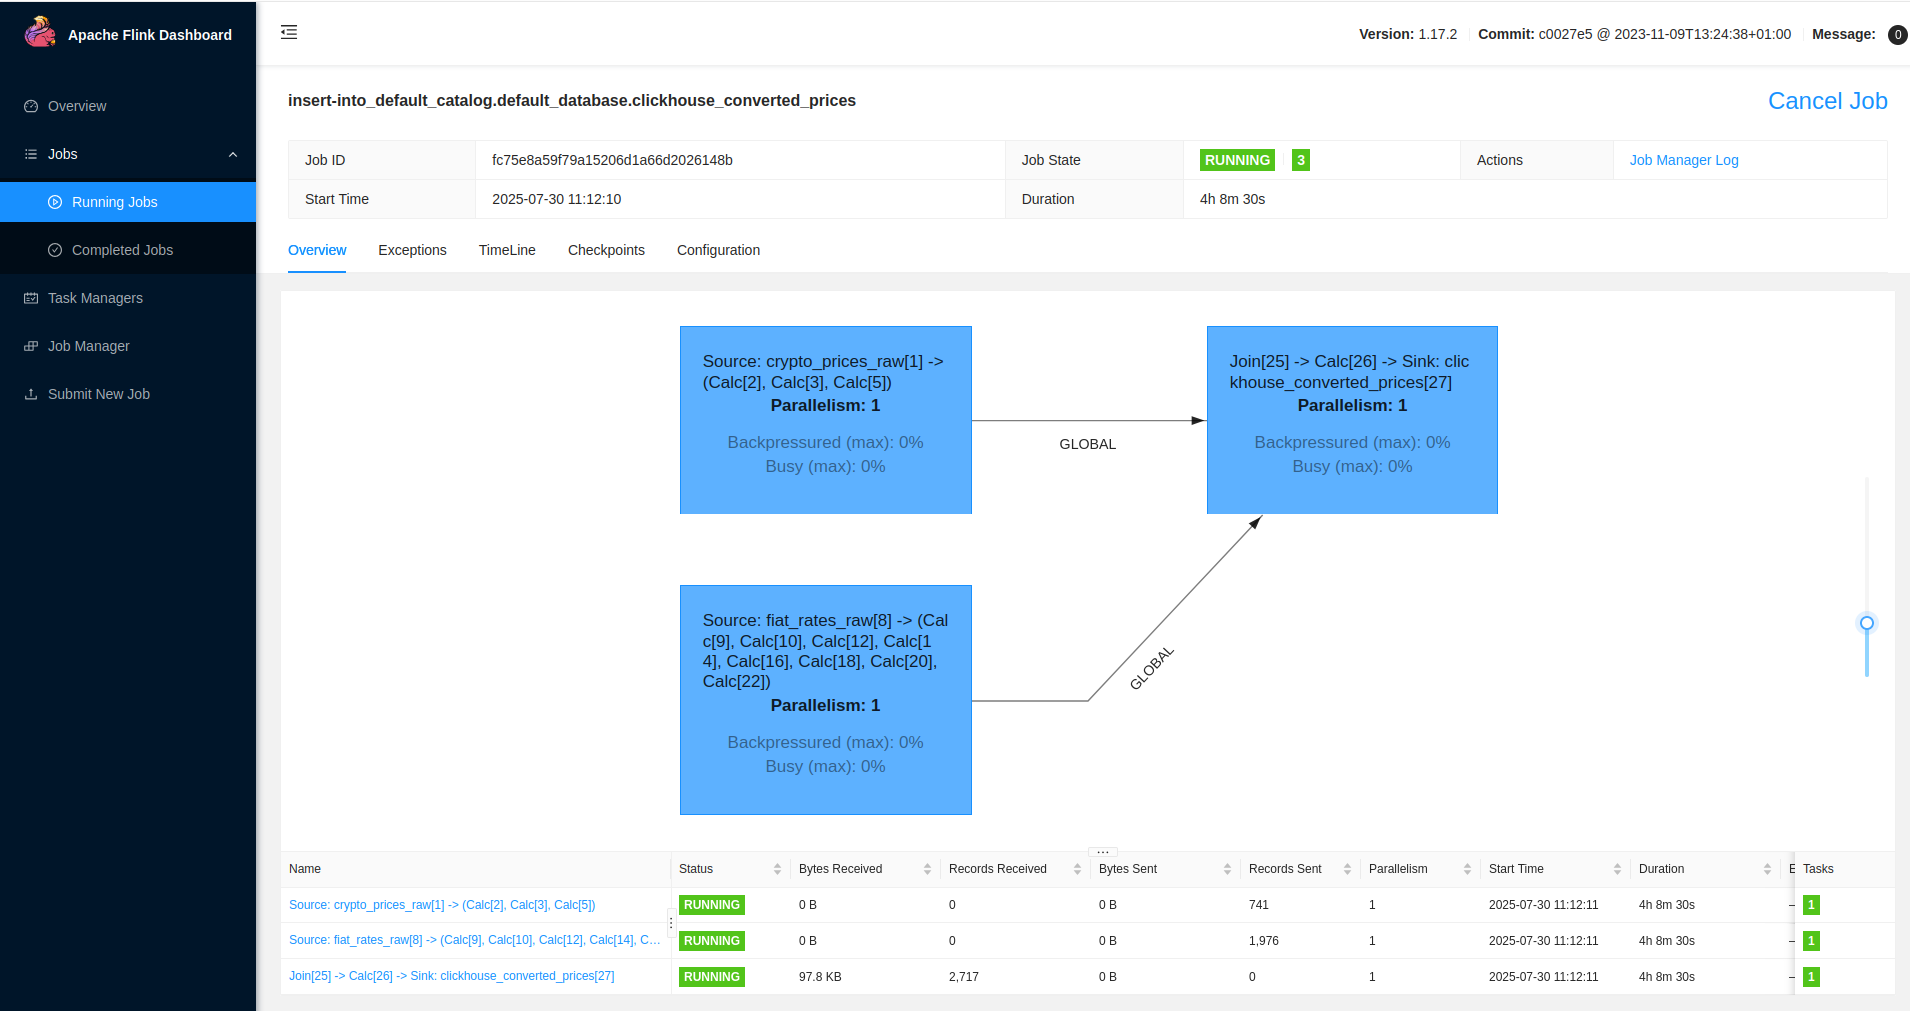 Apache Flink Dashboard
Version: 1.17.2 Commit: c0027e5 @ 2023-11-09T13:24:38+01:00 Message: 0
Overview
Jobs
Running Jobs
Completed Jobs
Task Managers
Job Manager
Submit New Job
insert-into_default_catalog.default_database.clickhouse_converted_prices
Cancel Job
Job ID fc75e8a59f79a15206d1a66d2026148b Job State RUNNING 3 Actions Job Manager Log
Start Time 2025-07-30 11:12:10 Duration 4h 8m 30s
Overview Exceptions TimeLine Checkpoints Configuration
Source: crypto_prices_raw[1] ->
(Calc[2], Calc[3], Calc[5])
Parallelism: 1
Backpressured (max): 0%
Busy (max): 0%
GLOBAL
Join[25] -> Calc[26] -> Sink: clic
khouse_converted_prices[27]
Parallelism: 1
Backpressured (max): 0%
Busy (max): 0%
Source: fiat_rates_raw[8] -> (Cal
c[9], Calc[10], Calc[12], Calc[1
4], Calc[16], Calc[18], Calc[20],
Calc[22])
Parallelism: 1
Backpressured (max): 0%
Busy (max): 0%
GLOBAL
Name Status Bytes Received Records Received Bytes Sent Records Sent Parallelism Start Time Duration Tasks
Source: crypto_prices_raw[1] -> (Calc[2], Calc[3], Calc[5]) RUNNING 0 B 0 0 B 741 1 2025-07-30 11:12:11 4h 8m 30s – 1
Source: fiat_rates_raw[8] -> (Calc[9], Calc[10], Calc[12], Calc[14], C... RUNNING 0 B 0 0 B 1,976 1 2025-07-30 11:12:11 4h 8m 30s – 1
Join[25] -> Calc[26] -> Sink: clickhouse_converted_prices[27] RUNNING 97.8 KB 2,717 0 B 0 1 2025-07-30 11:12:11 4h 8m 30s – 1